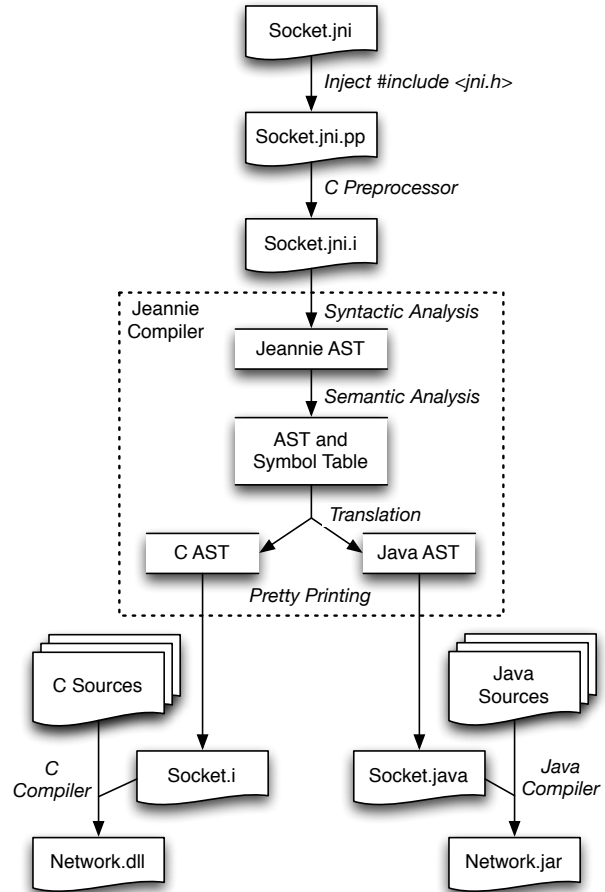 Socket.jni
Inject #include <jni.h>
Socket.jni.pp
C Preprocessor
Socket.jni.i
Jeannie
Compiler
Syntactic Analysis
Jeannie AST
Semantic Analysis
AST and
Symbol Table
Translation
C AST
Java AST
Pretty Printing
C Sources
Java
Sources
C
Compiler
Socket.i
Socket.java
Java
Compiler
Network.dll
Network.jar